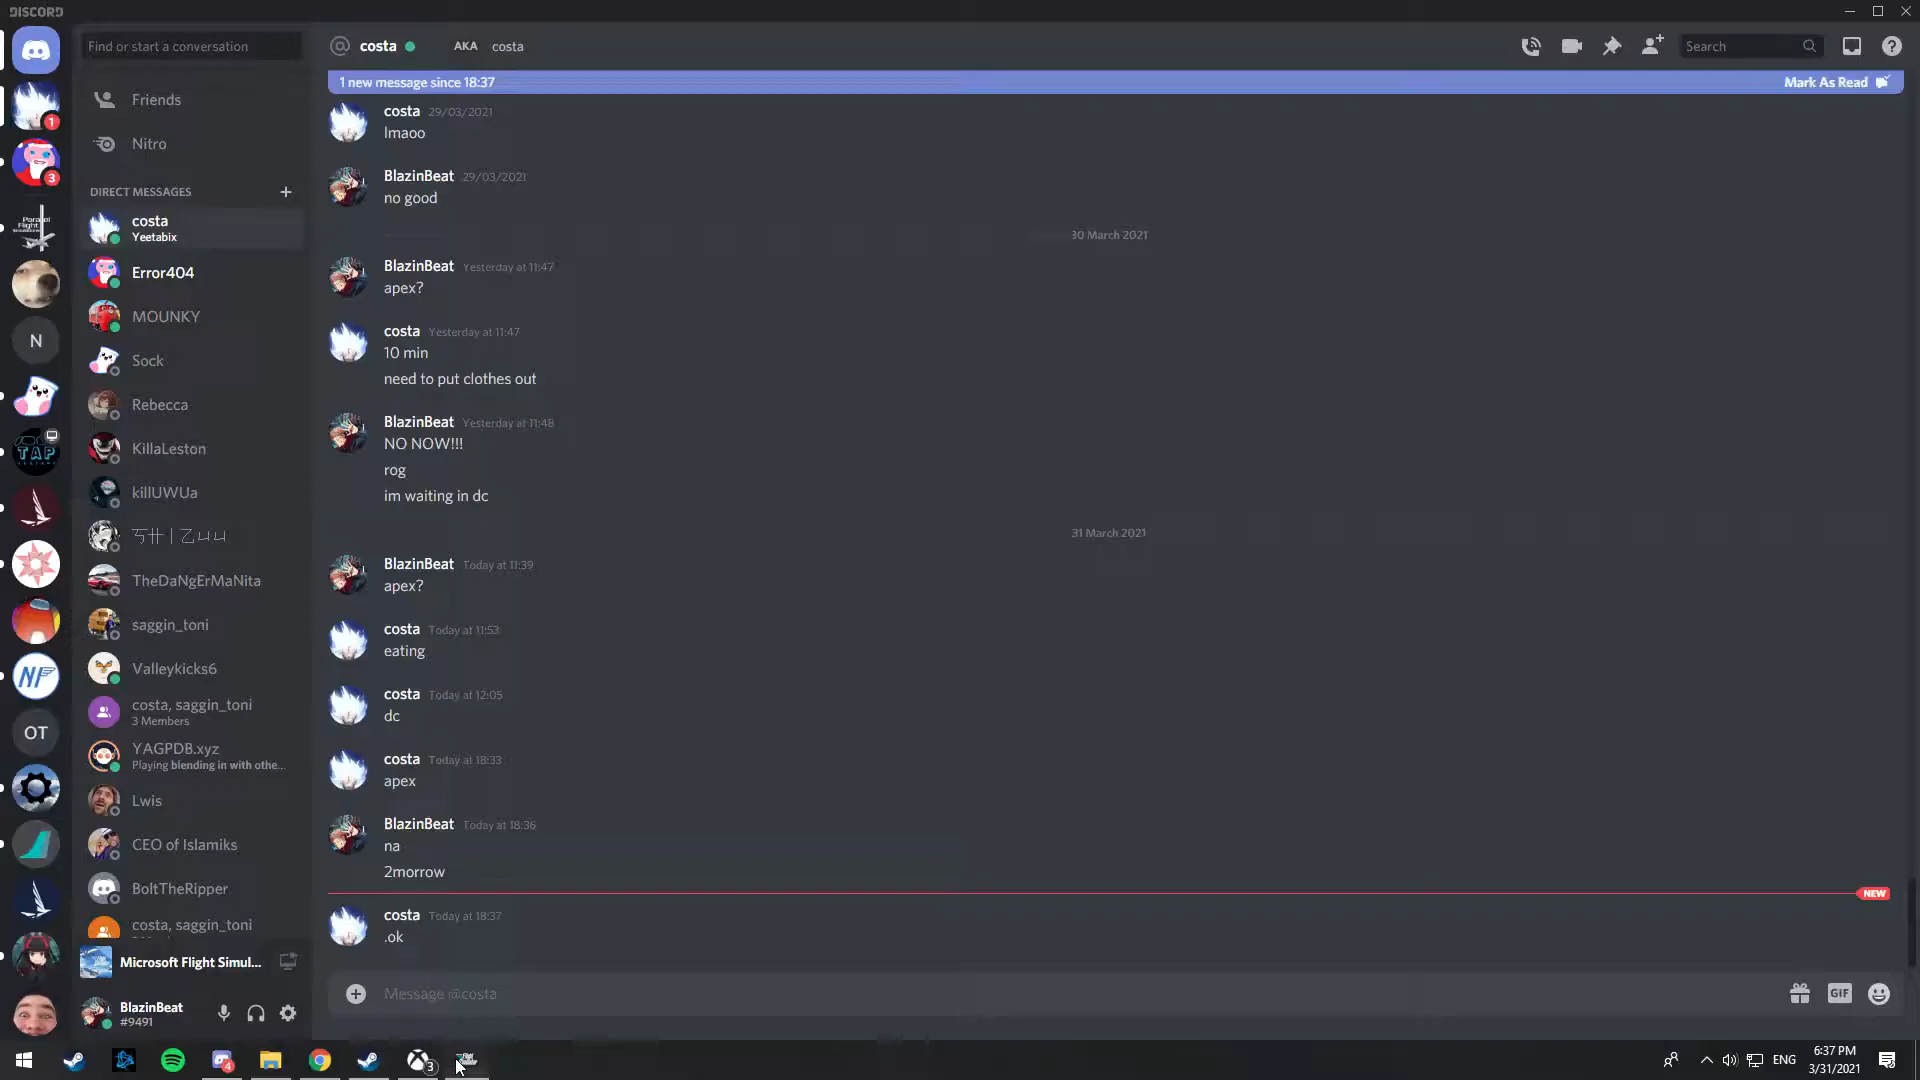 DISCORD
Find or start a conversation
costa
AKA costa
Search
1 new message since 18:37
Mark As Read
1
3
N
TAP
NF
OT
Friends
Nitro
DIRECT MESSAGES
costa
Yeetabix
Error404
MOUNKY
Sock
Rebecca
KillaLeston
killUWUa
TheDaNgErMaNita
saggin_toni
Valleykicks6
costa, saggin_toni
3 Members
YAGPDB.xyz
Playing blending in with othe...
Lwis
CEO of Islamiks
BoltTheRipper
costa, saggin_toni
Microsoft Flight Simul...
BlazinBeat
#9491
costa 29/03/2021
lmaoo
BlazinBeat 29/03/2021
no good
30 March 2021
BlazinBeat Yesterday at 11:47
apex?
costa Yesterday at 11:47
10 min
need to put clothes out
BlazinBeat Yesterday at 11:48
NO NOW!!!
rog
im waiting in dc
31 March 2021
BlazinBeat Today at 11:39
apex?
costa Today at 11:53
eating
costa Today at 12:05
dc
costa Today at 18:33
apex
BlazinBeat Today at 18:36
na
2morrow
NEW
costa Today at 18:37
.ok
Message @costa
GIF
4
3
ENG
6:37 PM
3/31/2021